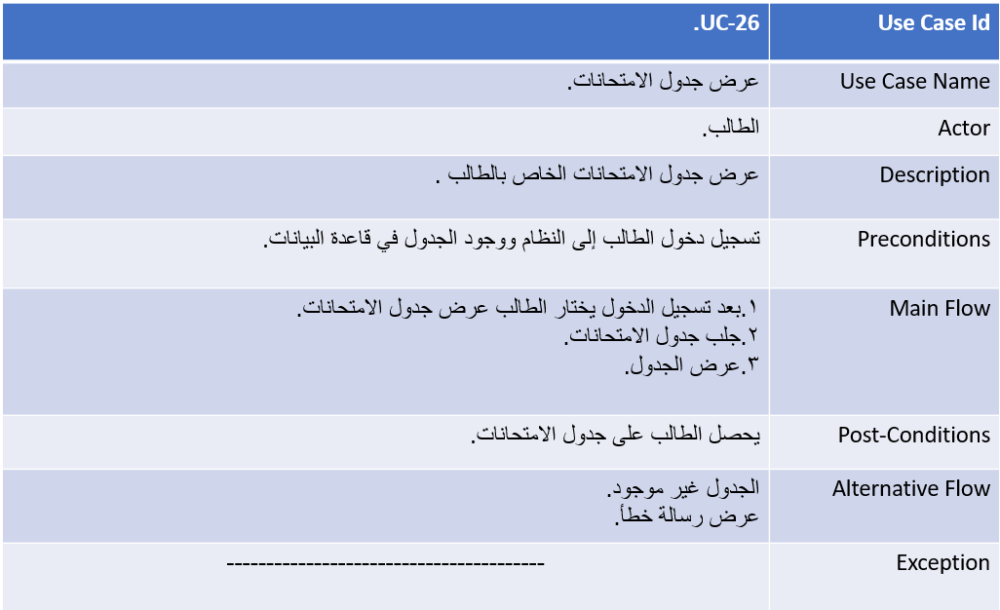 Use Case Id
UC-26.
Use Case Name
عرض جدول الامتحانات.
Actor
الطالب.
Description
عرض جدول الامتحانات الخاص بالطالب .
Preconditions
تسجيل دخول الطالب إلى النظام ووجود الجدول في قاعدة البيانات.
Main Flow
١.بعد تسجيل الدخول يختار الطالب عرض جدول الامتحانات.
٢.جلب جدول الامتحانات.
٣.عرض الجدول.
Post-Conditions
يحصل الطالب على جدول الامتحانات.
Alternative Flow
الجدول غير موجود.
عرض رسالة خطأ.
Exception
----------------------------------------